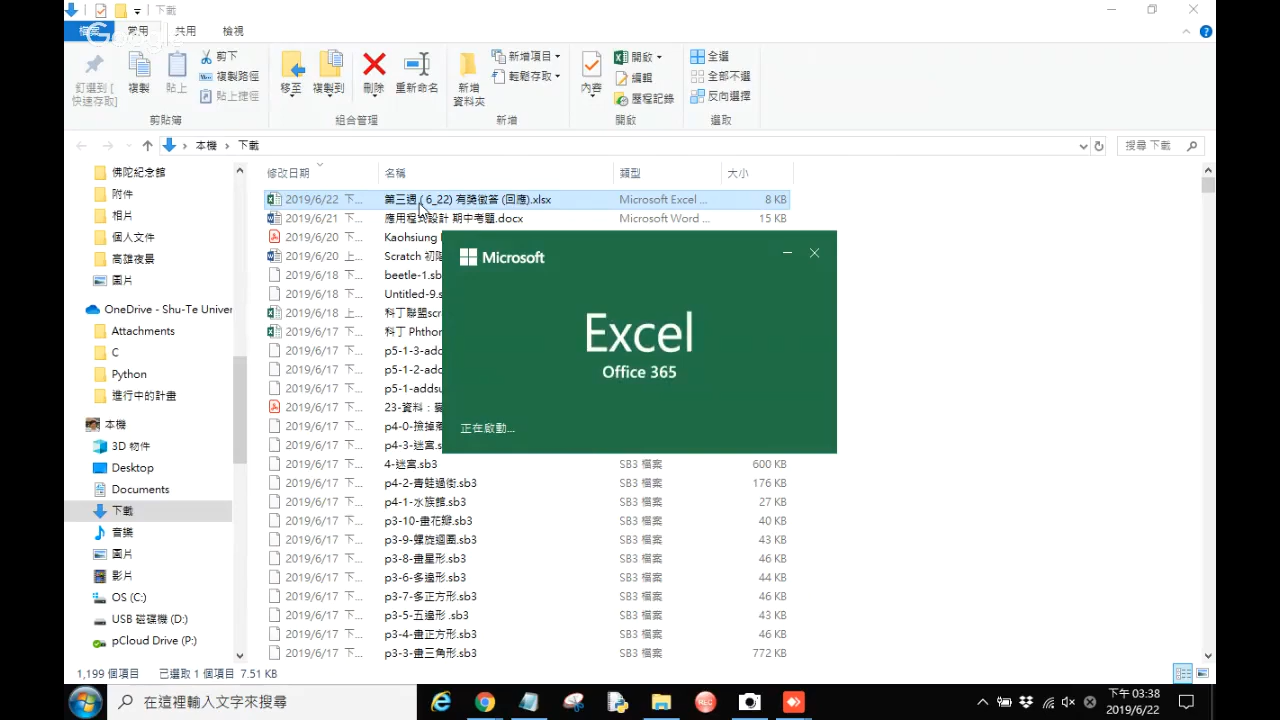 下載
檔案 常用 共用 檢視
Google
釘選到 [快速存取]
複製
貼上
剪下
複製路徑
貼上捷徑
剪貼簿
移至
複製到
刪除
重新命名
組合管理
新增資料夾
新增項目
輕鬆存取
新增
內容
開啟
編輯
歷程記錄
開啟
全選
全部不選
反向選擇
選取
本機 › 下載
搜尋 下載
佛陀紀念館
附件
相片
個人文件
高雄夜景
圖片
OneDrive - Shu-Te Univer
Attachments
C
Python
進行中的計畫
本機
3D 物件
Desktop
Documents
下載
音樂
圖片
影片
OS (C:)
USB 磁碟機 (D:)
pCloud Drive (P:)
修改日期 名稱 類型 大小
2019/6/22 下... 第三週 ( 6_22) 有獎徵答 (回應).xlsx Microsoft Excel ... 8 KB
2019/6/21 下... 應用程式設計 期中考題.docx Microsoft Word ... 15 KB
2019/6/20 下... Kaohsiung
2019/6/20 上... Scratch 初階
2019/6/18 下... beetle-1.sb
2019/6/18 下... Untitled-9.s
2019/6/18 上... 科丁聯盟scr
2019/6/17 下... 科丁 Phthor
2019/6/17 下... p5-1-3-add
2019/6/17 下... p5-1-2-add
2019/6/17 下... p5-1-addsu
2019/6/17 下... 23-資料：
2019/6/17 下... p4-0-撿掉
2019/6/17 下... p4-3-迷宮.s
2019/6/17 下... 4-迷宮.sb3 SB3 檔案 600 KB
2019/6/17 下... p4-2-青蛙過街.sb3 SB3 檔案 176 KB
2019/6/17 下... p4-1-水族館.sb3 SB3 檔案 27 KB
2019/6/17 下... p3-10-畫花瓣.sb3 SB3 檔案 40 KB
2019/6/17 下... p3-9-螺旋迴圈.sb3 SB3 檔案 43 KB
2019/6/17 下... p3-8-畫星形.sb3 SB3 檔案 46 KB
2019/6/17 下... p3-6-多邊形.sb3 SB3 檔案 44 KB
2019/6/17 下... p3-7-多正方形.sb3 SB3 檔案 46 KB
2019/6/17 下... p3-5-五邊形 .sb3 SB3 檔案 43 KB
2019/6/17 下... p3-4-畫正方形.sb3 SB3 檔案 46 KB
2019/6/17 下... p3-3-畫三角形.sb3 SB3 檔案 772 KB
Microsoft
Excel
Office 365
正在啟動...
1,199 個項目 已選取 1 個項目 7.51 KB
在這裡輸入文字來搜尋
REC
下午 03:38
2019/6/22